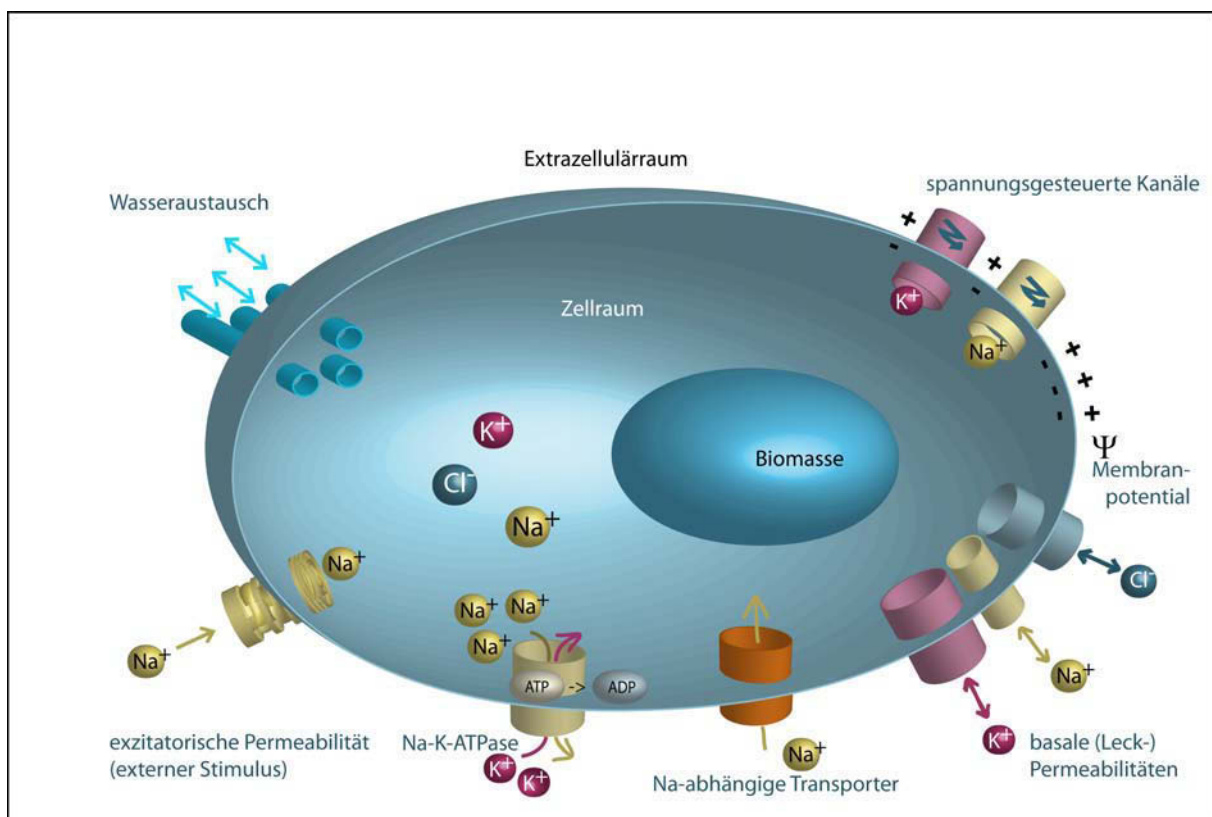 Extrazellulärraum
Wasseraustausch
spannungsgesteuerte Kanäle
+
-
+
-
K+
Na+
Zellraum
+
+
+
-
-
-
Ψ
Membran-
potential
K+
Cl-
Na+
Biomasse
Na+
Na+
Na+ Na+
Na+
ATP -> ADP
Cl-
Na+
K+
exzitatorische Permeabilität
(externer Stimulus)
Na-K-ATPase
K+
K+
Na+
Na-abhängige Transporter
basale (Leck-)
Permeabilitäten